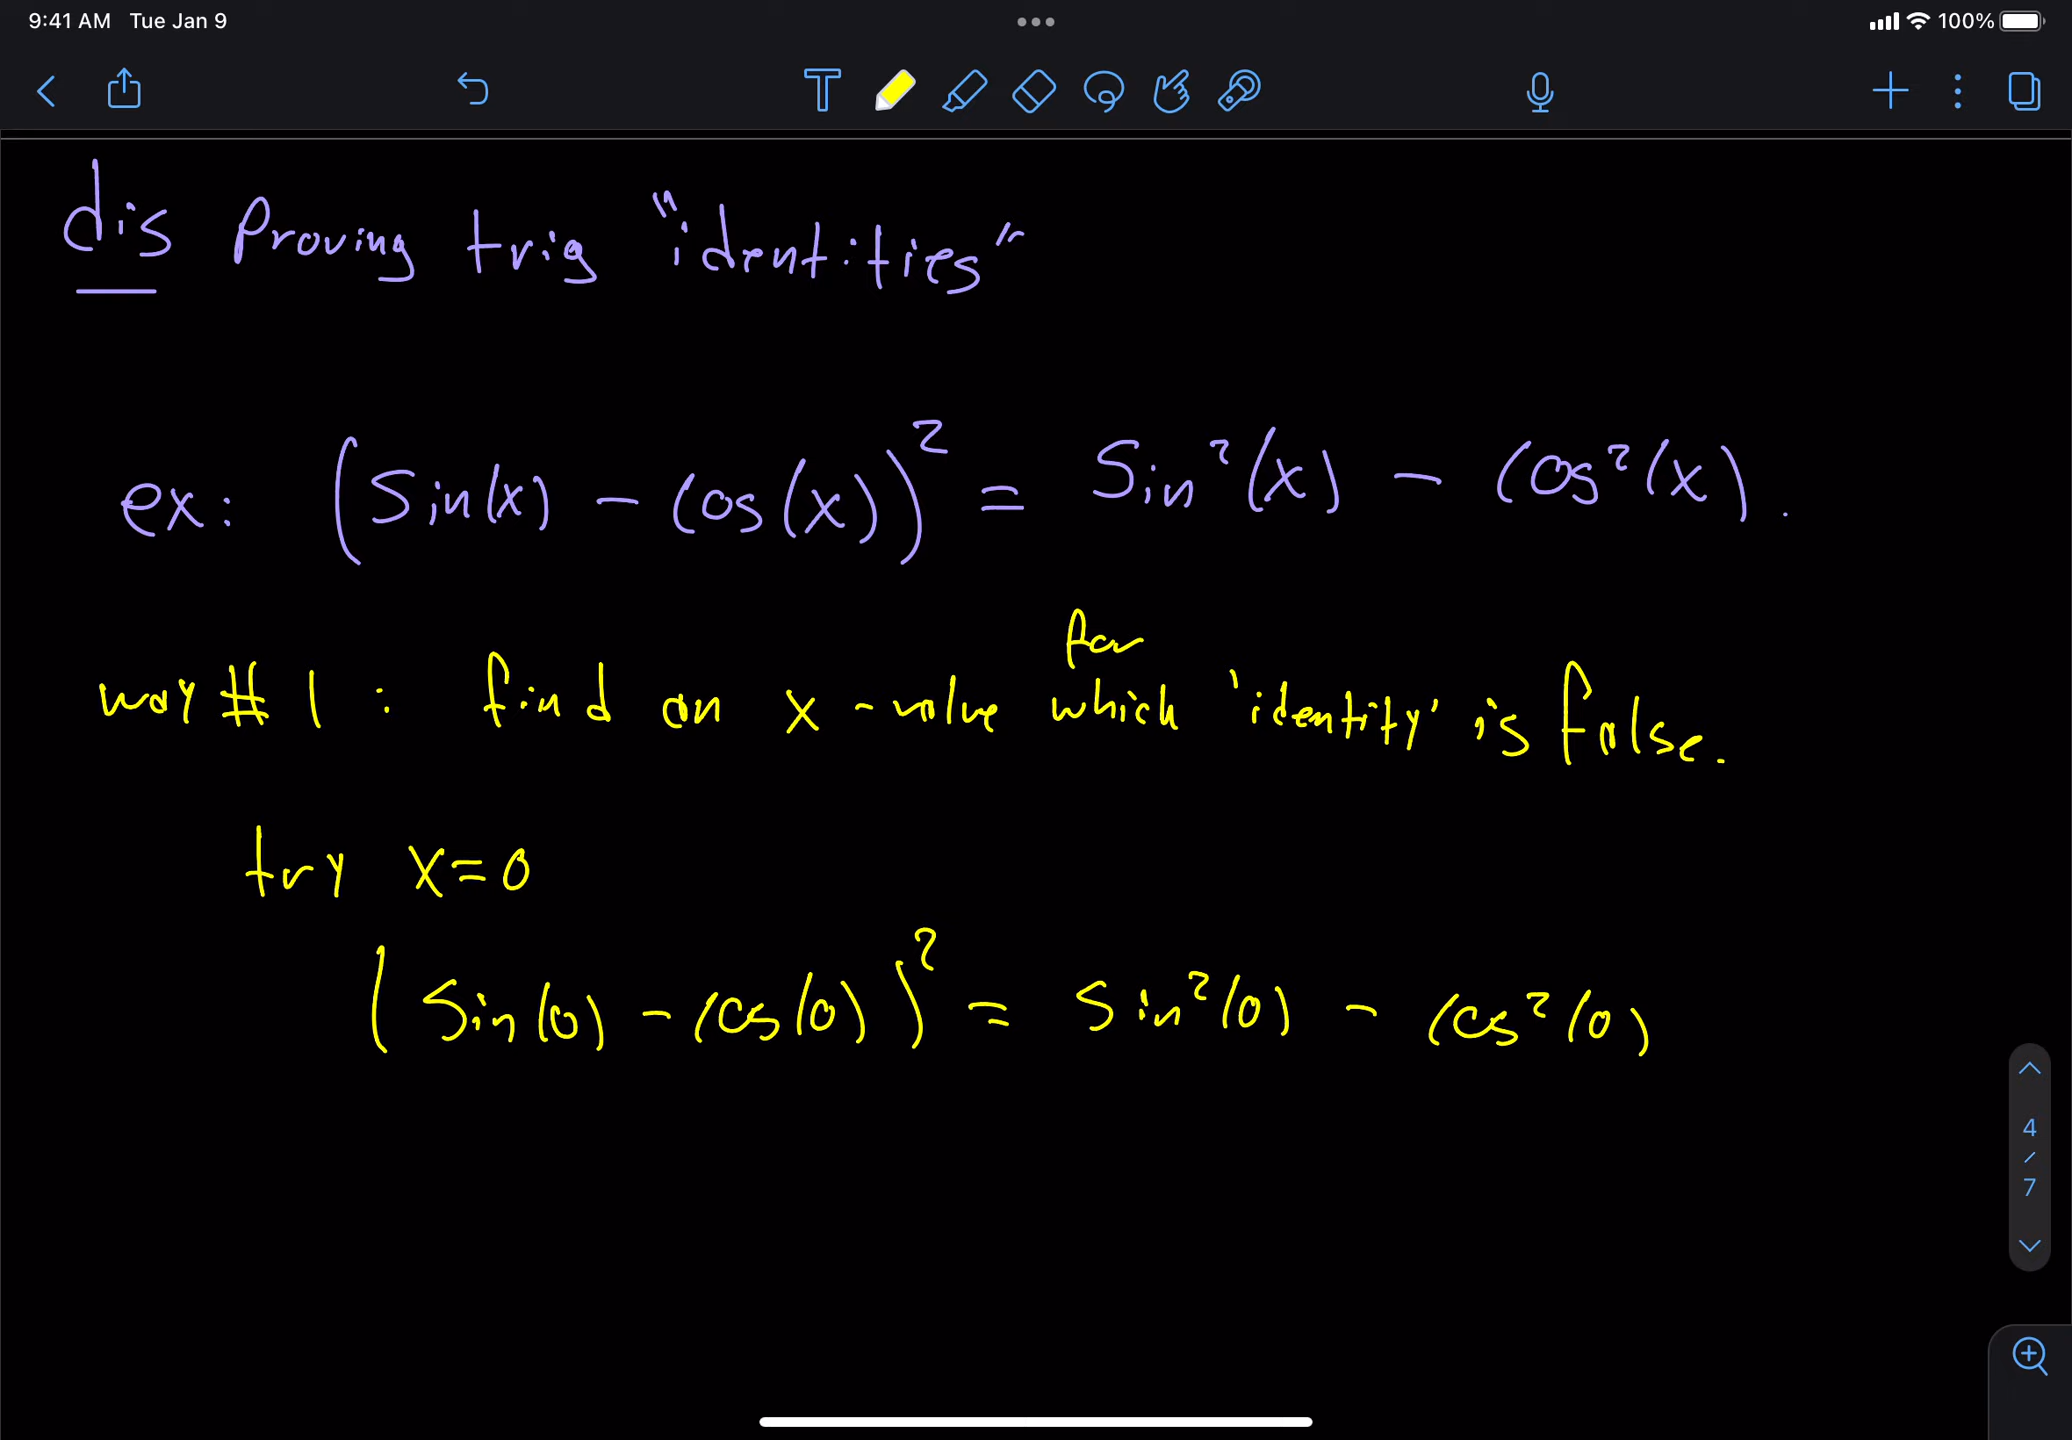 9:41 AM Tue Jan 9
100%
dis Proving trig "identities"
ex: (Sin(x) - Cos(x))² = Sin²(x) - Cos²(x).
for
way # 1 : find an x-value which 'identity' is false.
try x=0
(Sin(0) - Cos(0))² = Sin²(0) - Cos²(0)
4
/
7